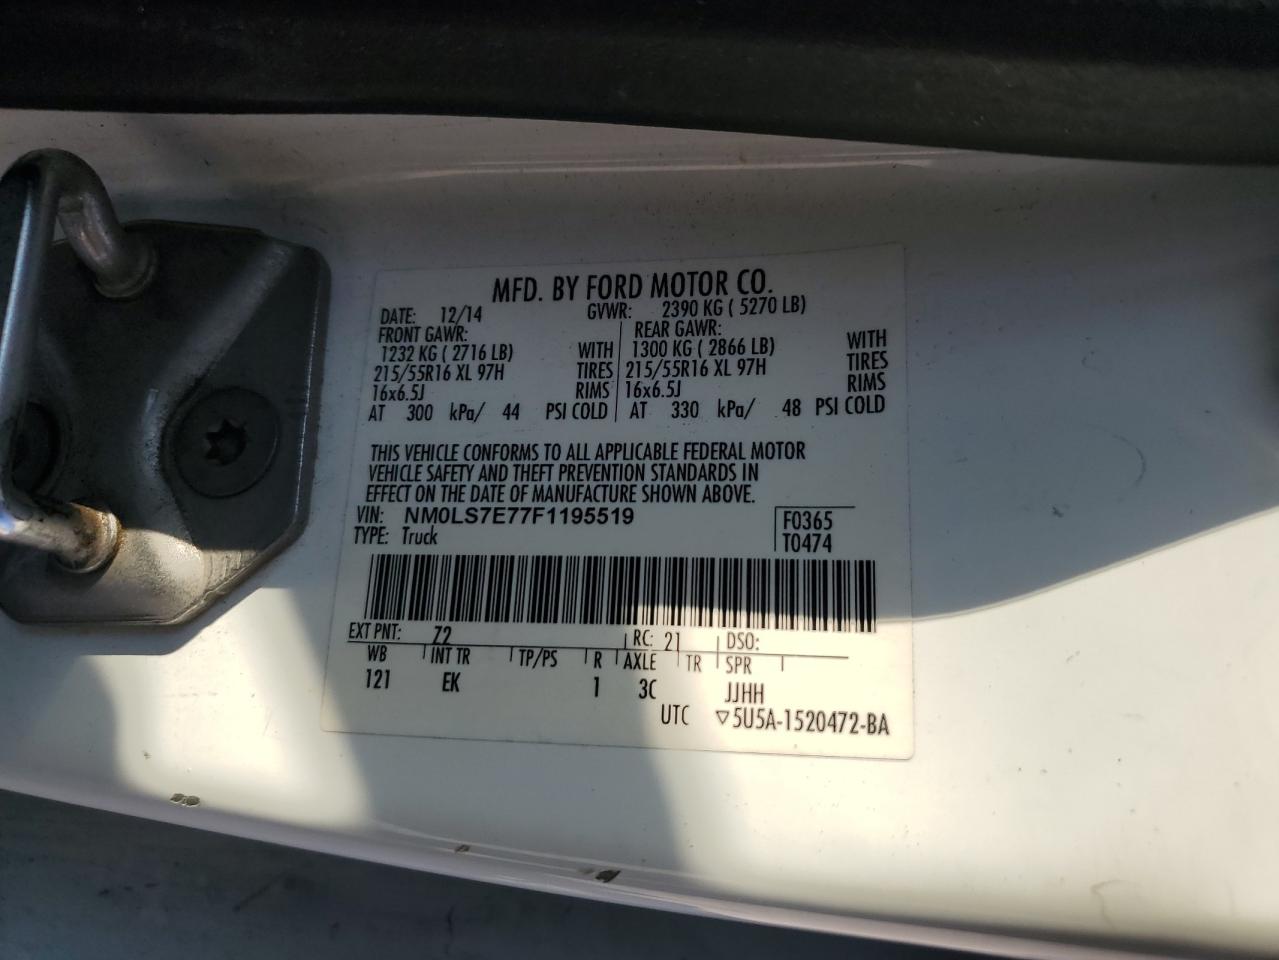 MFD. BY FORD MOTOR CO.
DATE: 12/14 GVWR: 2390 KG ( 5270 LB)
FRONT GAWR: REAR GAWR: WITH
1232 KG ( 2716 LB) WITH 1300 KG ( 2866 LB) TIRES
215/55R16 XL 97H TIRES 215/55R16 XL 97H RIMS
16x6.5J RIMS 16x6.5J
AT 300 kPa/ 44 PSI COLD AT 330 kPa/ 48 PSI COLD
THIS VEHICLE CONFORMS TO ALL APPLICABLE FEDERAL MOTOR
VEHICLE SAFETY AND THEFT PREVENTION STANDARDS IN
EFFECT ON THE DATE OF MANUFACTURE SHOWN ABOVE.
VIN: NM0LS7E77F1195519 F0365
TYPE: Truck T0474
EXT PNT: 72 RC: 21 DSO:
WB INT TR TP/PS R AXLE TR SPR
121 EK 1 3C JJHH
UTC ▽5U5A-1520472-BA